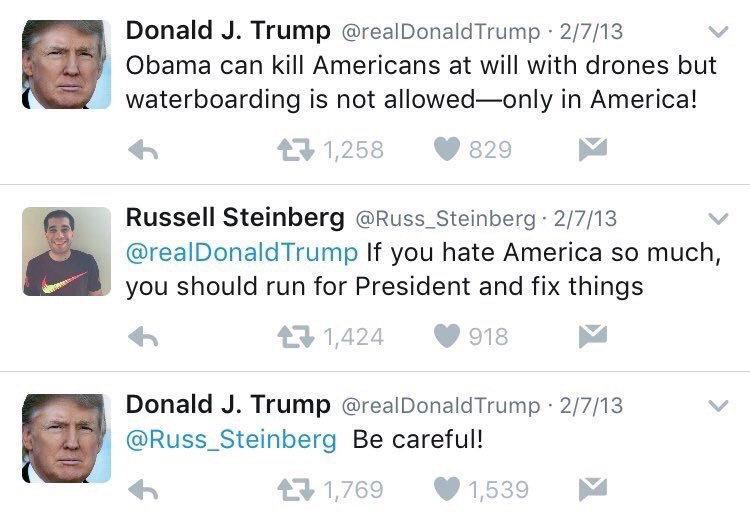 Donald J. Trump @realDonaldTrump · 2/7/13
Obama can kill Americans at will with drones but
waterboarding is not allowed—only in America!
1,258 829
Russell Steinberg @Russ_Steinberg · 2/7/13
@realDonaldTrump If you hate America so much,
you should run for President and fix things
1,424 918
Donald J. Trump @realDonaldTrump · 2/7/13
@Russ_Steinberg Be careful!
1,769 1,539